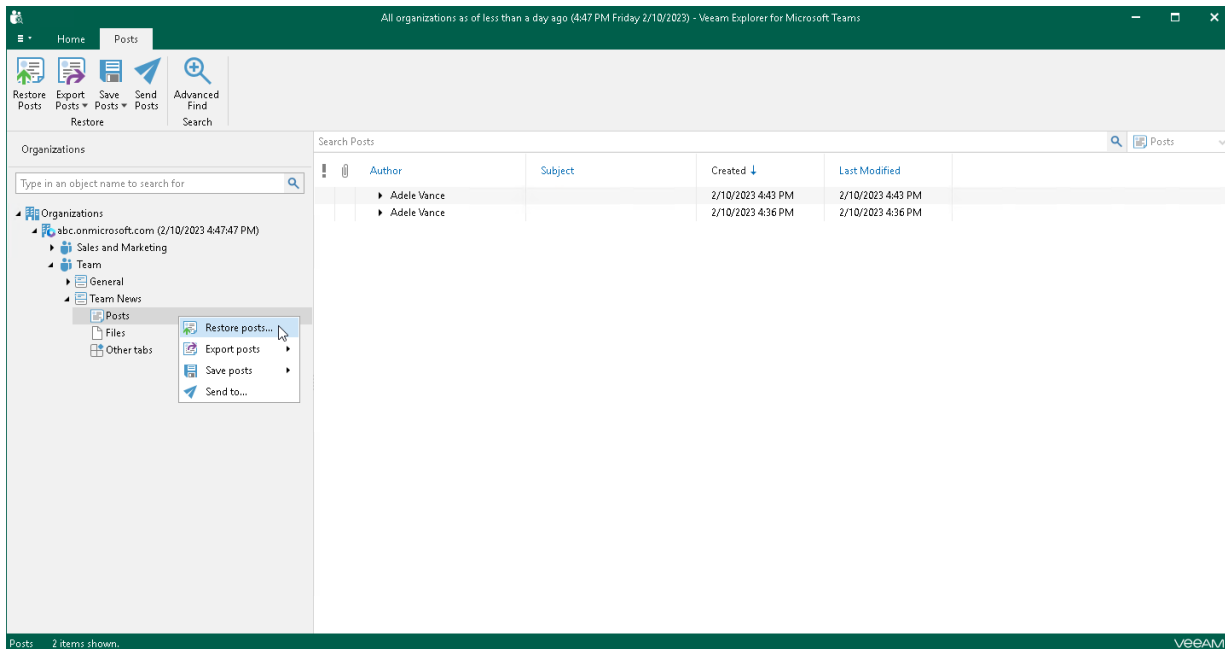 All organizations as of less than a day ago (4:47 PM Friday 2/10/2023) - Veeam Explorer for Microsoft Teams
Home Posts
Restore Posts Export Posts Save Posts Send Posts Advanced Find
Restore Search
Organizations
Type in an object name to search for
Organizations
abc.onmicrosoft.com (2/10/2023 4:47:47 PM)
Sales and Marketing
Team
General
Team News
Posts
Files
Other tabs
Restore posts...
Export posts
Save posts
Send to...
Search Posts Posts
Author Subject Created ↓ Last Modified
Adele Vance 2/10/2023 4:43 PM 2/10/2023 4:43 PM
Adele Vance 2/10/2023 4:36 PM 2/10/2023 4:36 PM
Posts 2 items shown. veeAM